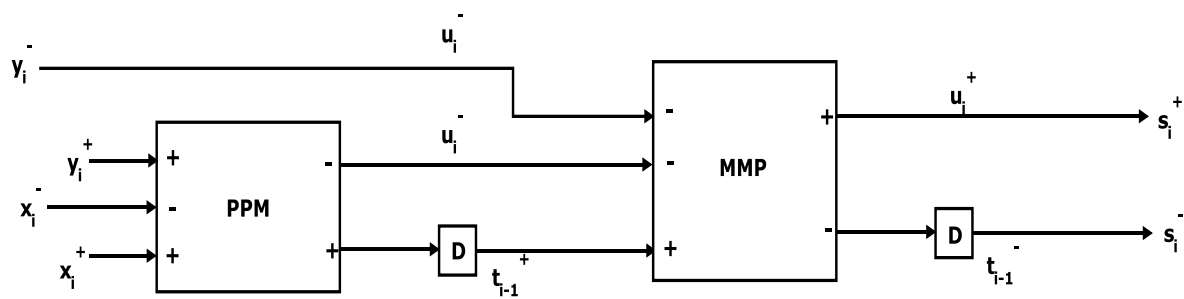 y_i^-
u_i^-
y_i^+
x_i^-
x_i^+
+
-
+
PPM
-
+
u_i^-
D
t_{i-1}^+
-
-
+
MMP
+
-
u_i^+
s_i^+
D
t_{i-1}^-
s_i^-